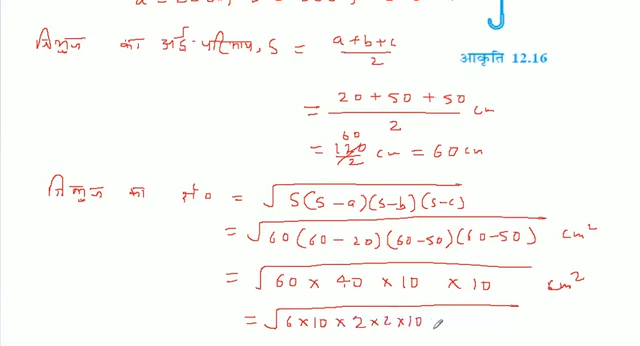 त्रिभुज का अर्द्ध-परिमाप, S = (a+b+c)/2
आकृति 12.16
= (20 + 50 + 50)/2 cm
= 120/2 60 cm = 60 cm
त्रिभुज का क्षे० = √S(S-a)(S-b)(S-c)
= √60(60-20)(60-50)(60-50) cm²
= √60 × 40 × 10 × 10 cm²
= √6×10×2×2×10